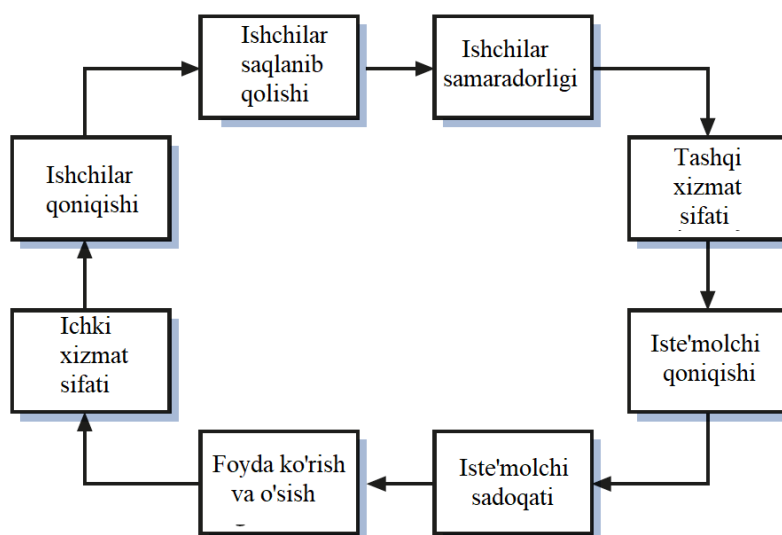 Ishchilar
saqlanib
qolishi
Ishchilar
samaradorligi
Tashqi
xizmat
sifati
Iste'molchi
qoniqishi
Iste'molchi
sadoqati
Foyda ko'rish
va o'sish
Ichki
xizmat
sifati
Ishchilar
qoniqishi